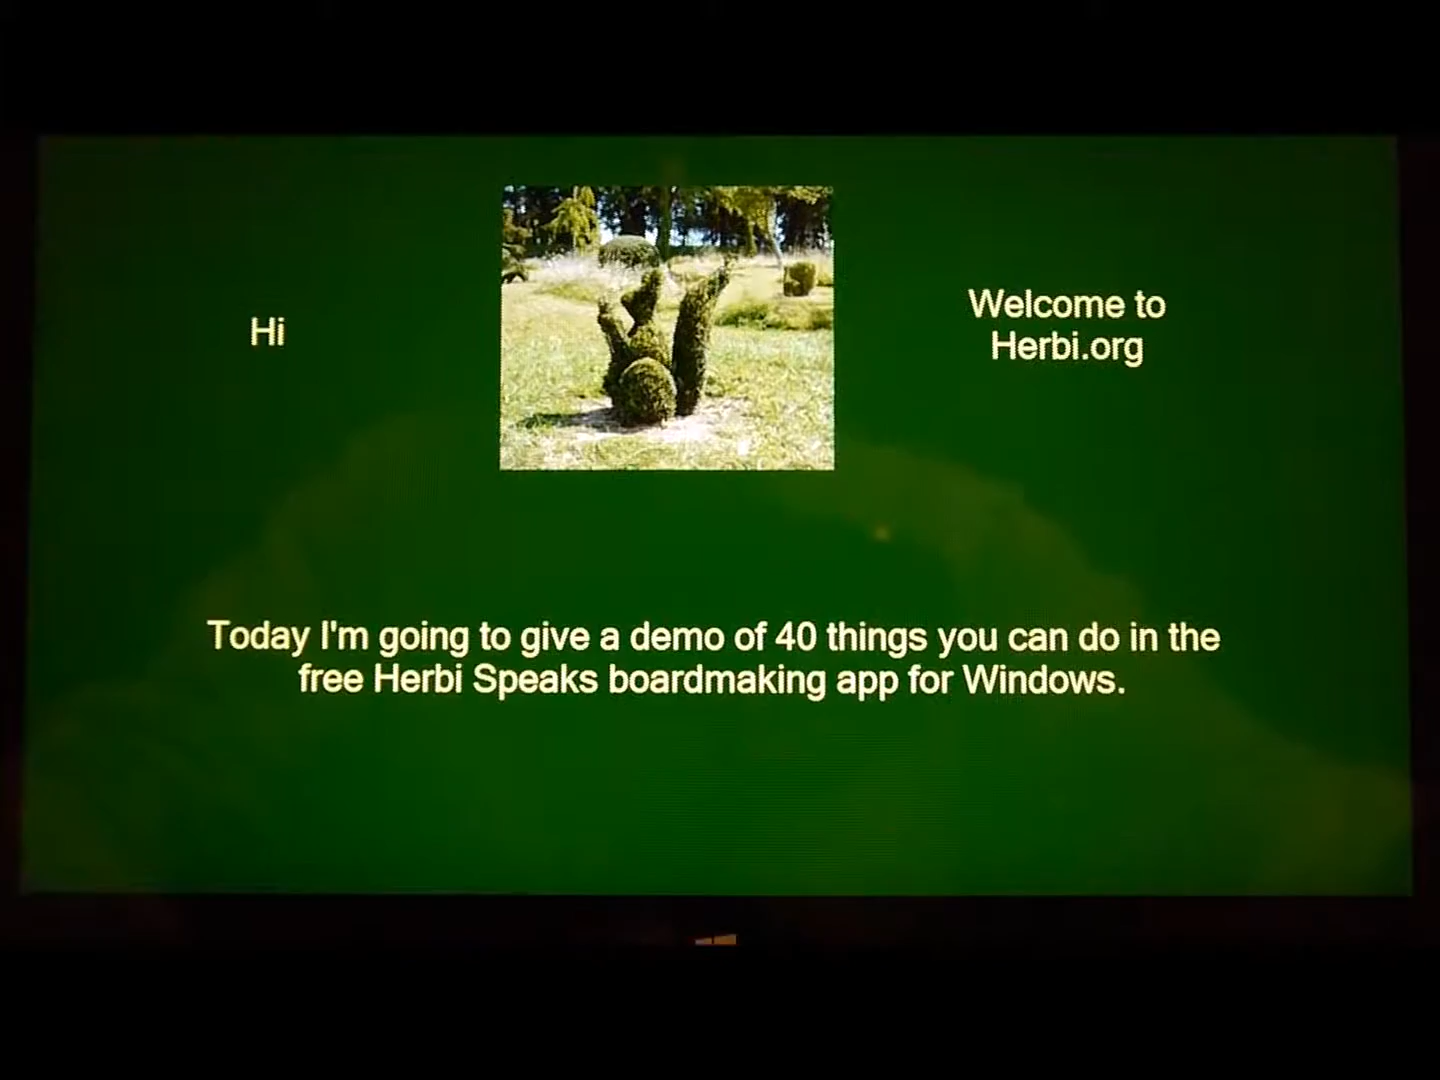 Hi
Welcome to
Herbi.org
Today I'm going to give a demo of 40 things you can do in the
free Herbi Speaks boardmaking app for Windows.